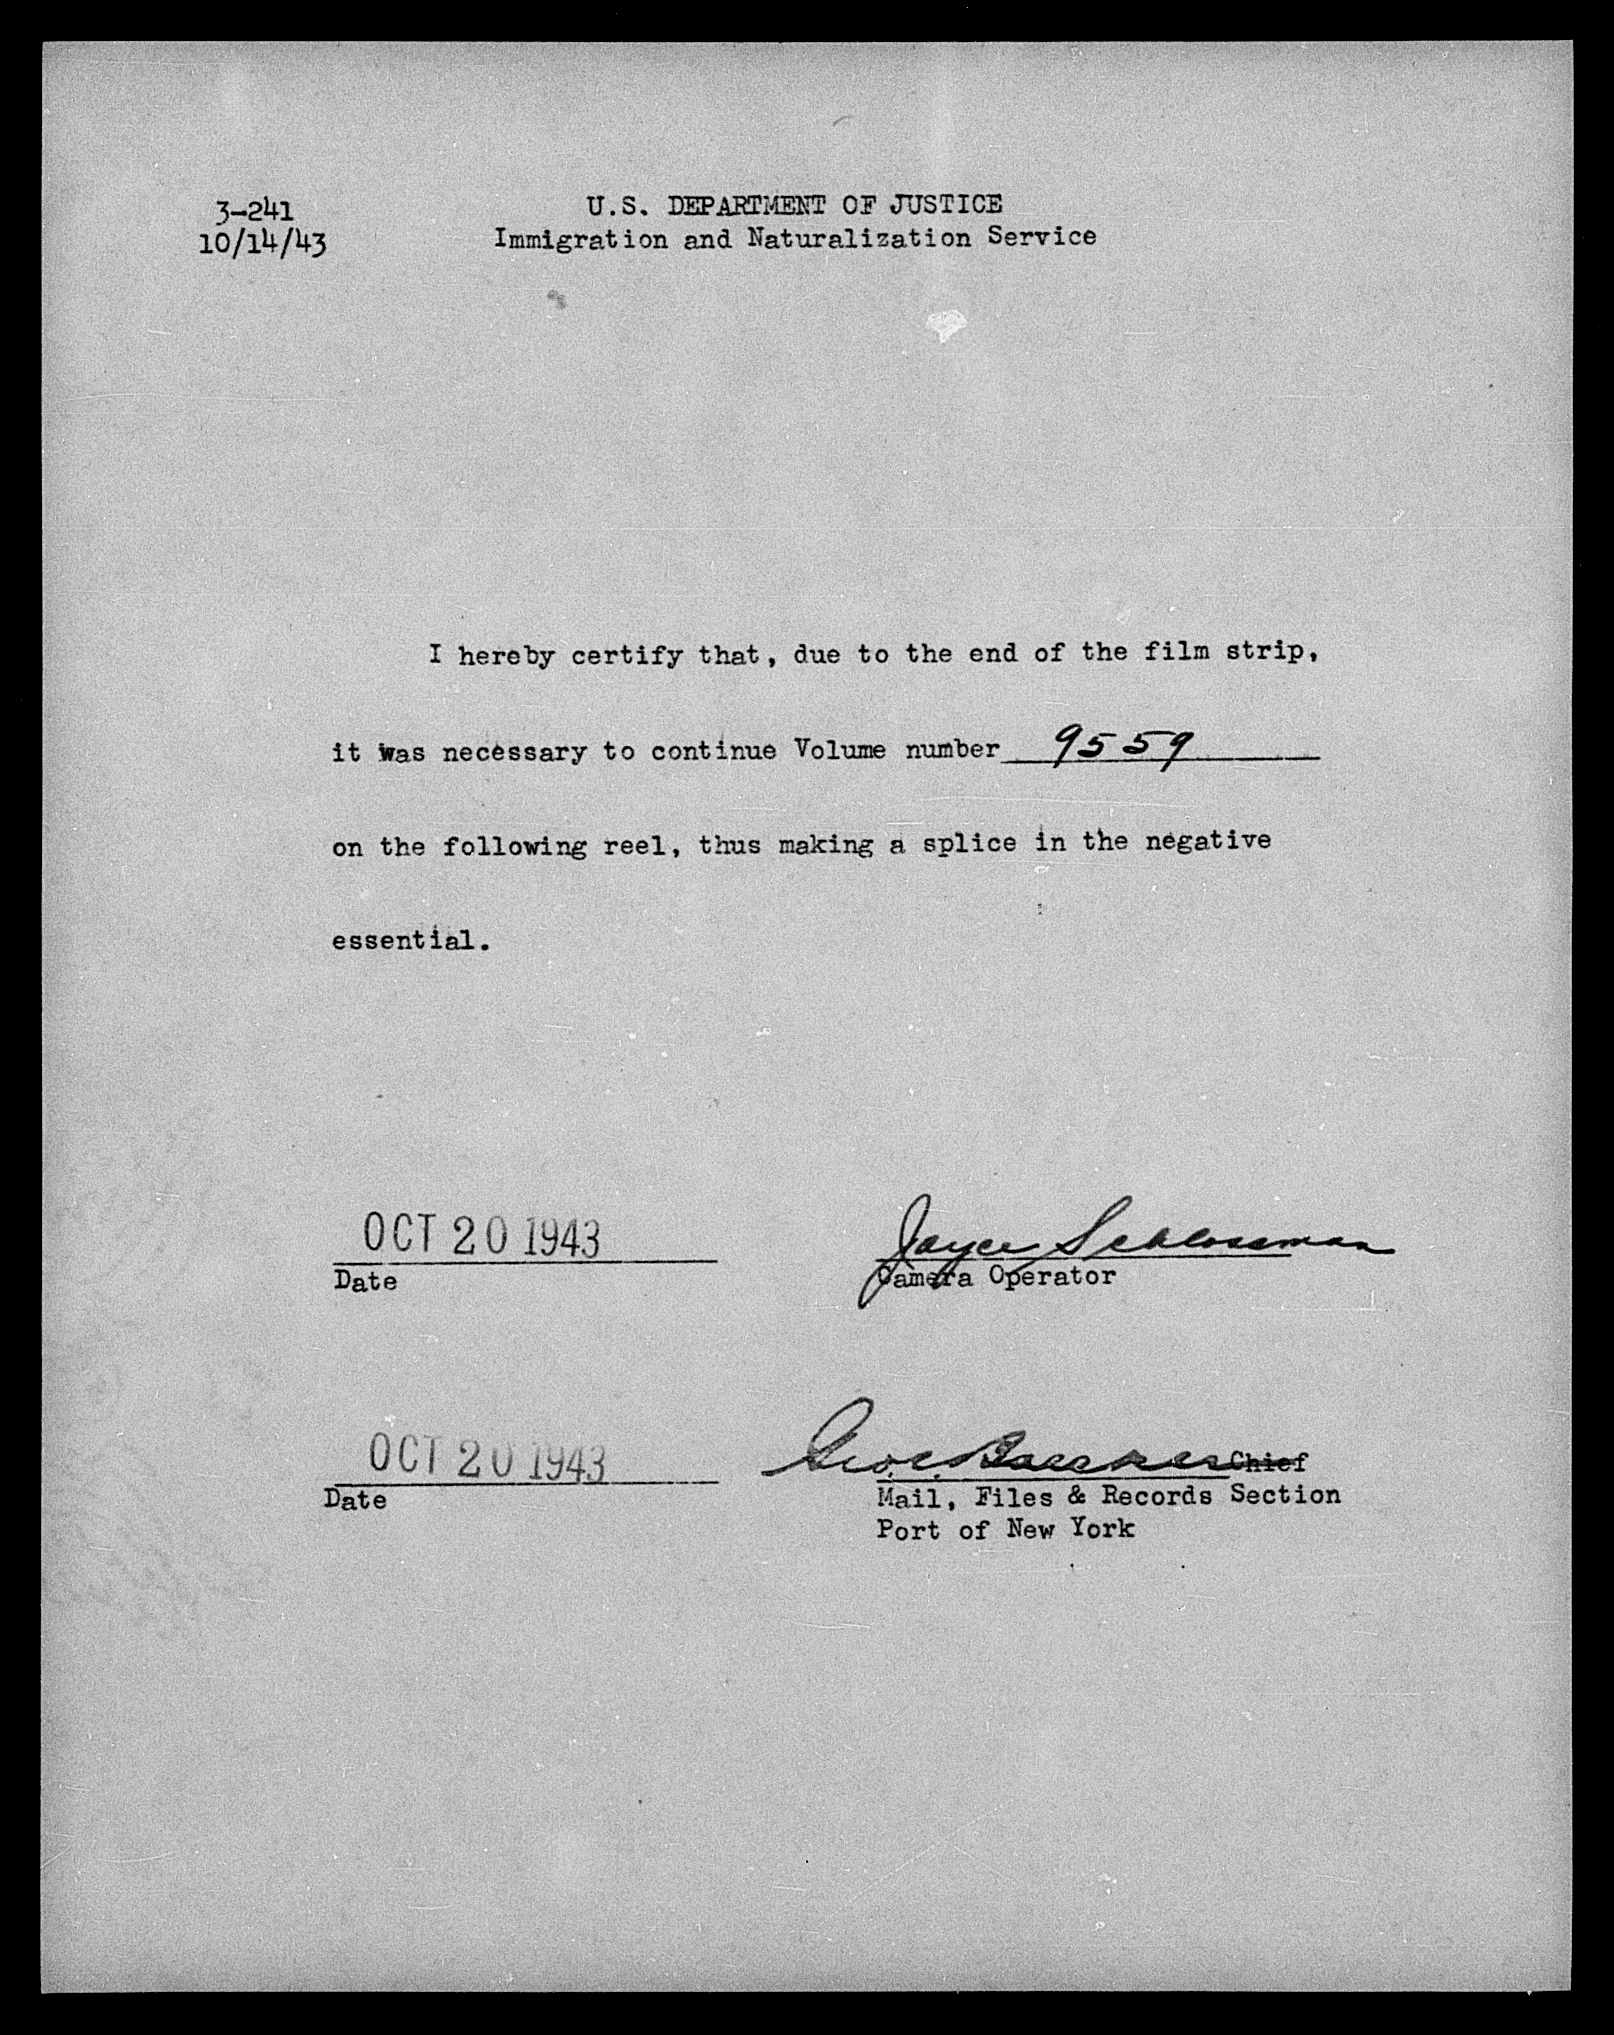 3-241
10/14/43
U.S. DEPARTMENT OF JUSTICE
Immigration and Naturalization Service
I hereby certify that, due to the end of the film strip,
it was necessary to continue Volume number 9559
on the following reel, thus making a splice in the negative
essential.
OCT 20 1943
Date
Joyce Schlossman
Camera Operator
OCT 20 1943
Date
Geo. C. Chief
Mail, Files & Records Section
Port of New York